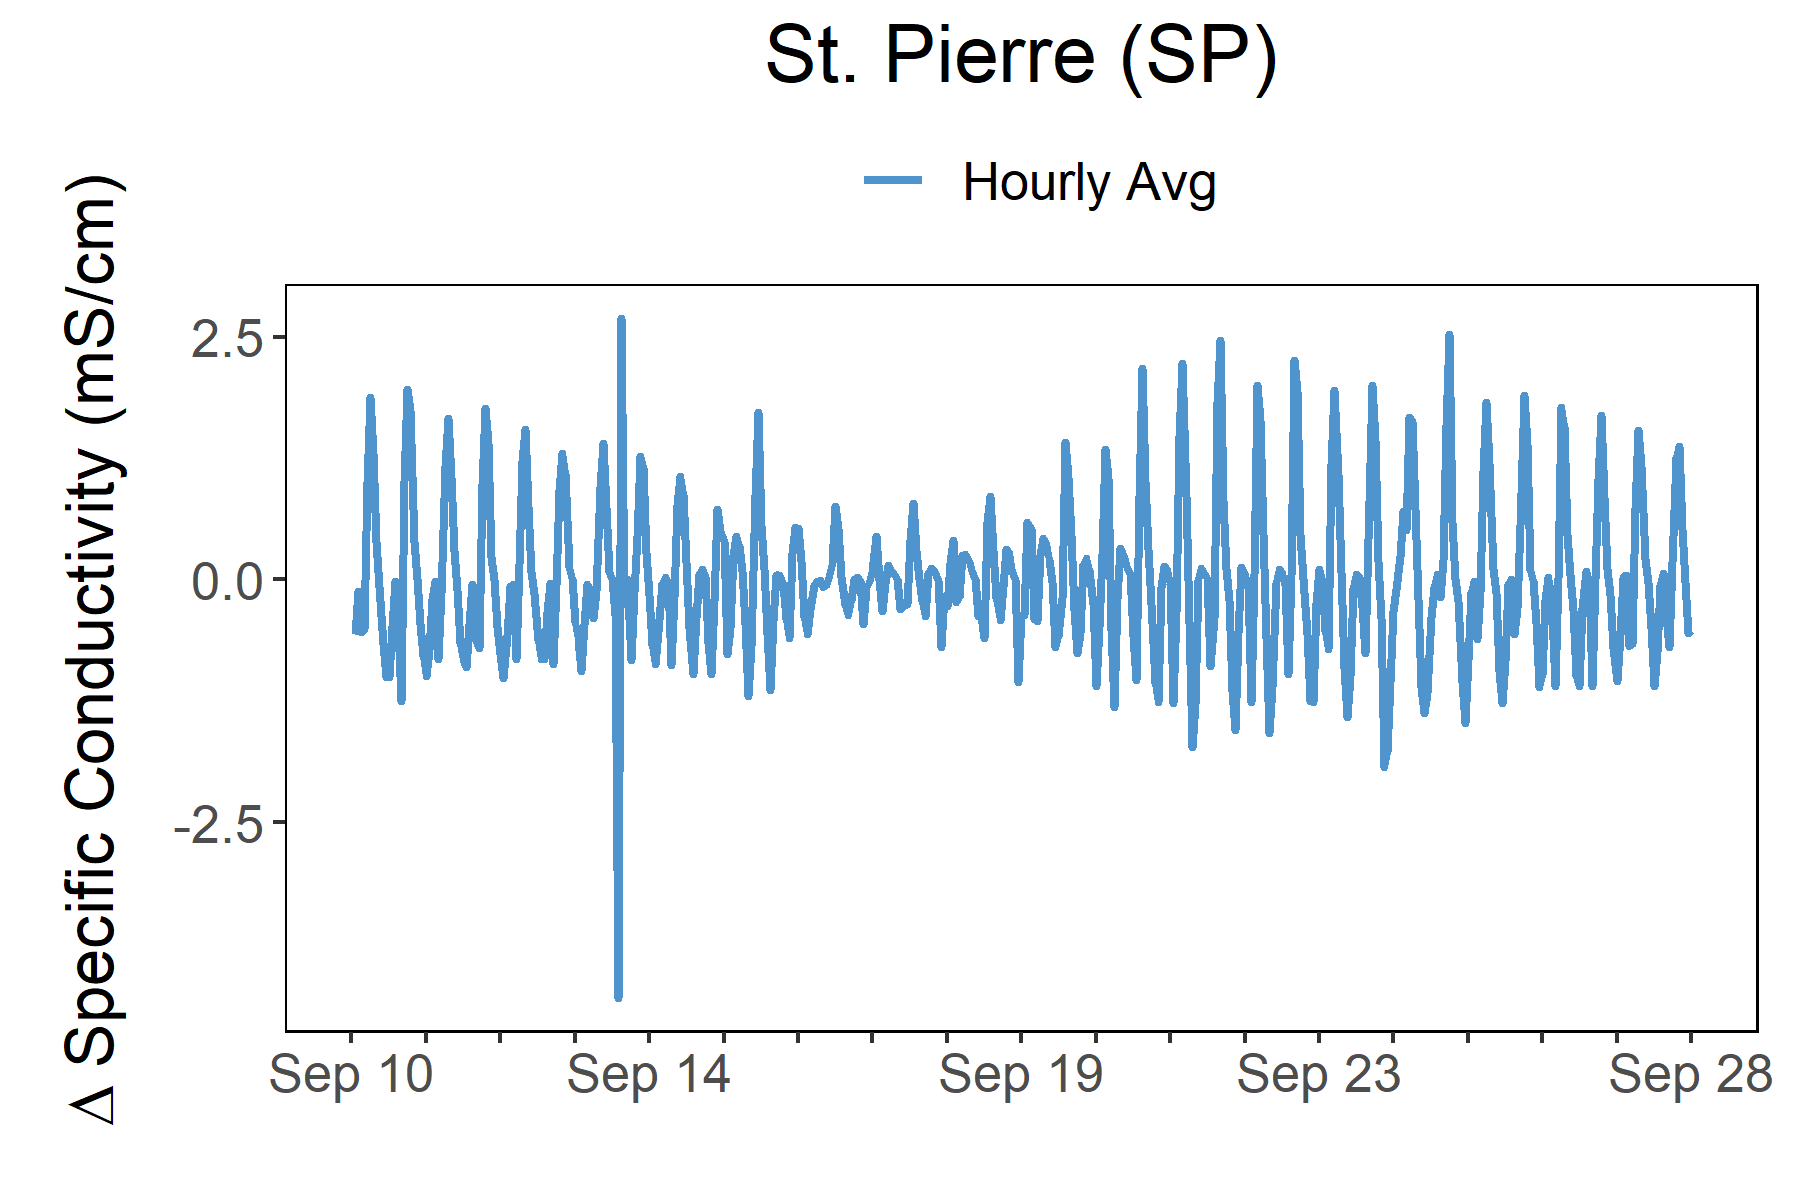 St. Pierre (SP)
Hourly Avg
Δ Specific Conductivity (mS/cm)
2.5
0.0
-2.5
Sep 10 Sep 14 Sep 19 Sep 23 Sep 28